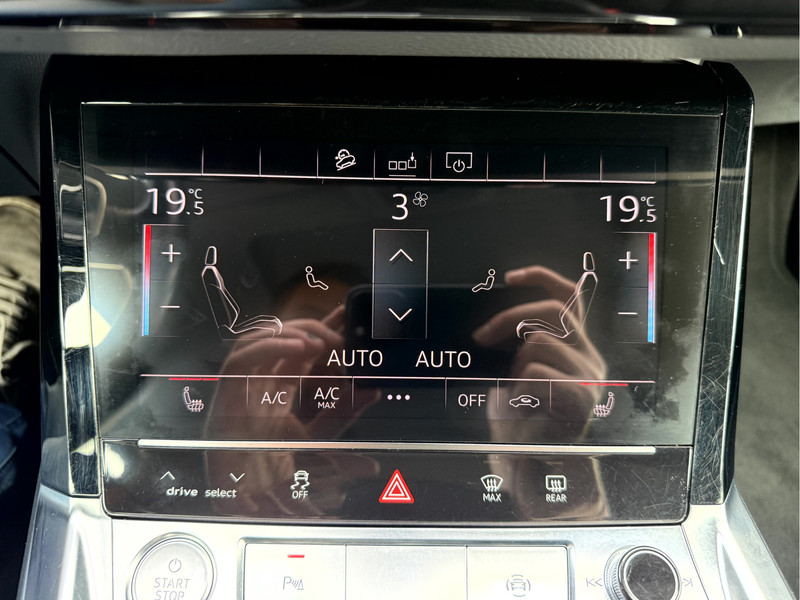 19.5 °C
3
19.5 °C
+
+
−
−
AUTO AUTO
A/C
A/C MAX
•••
OFF
drive select
OFF
MAX
REAR
START
STOP
P